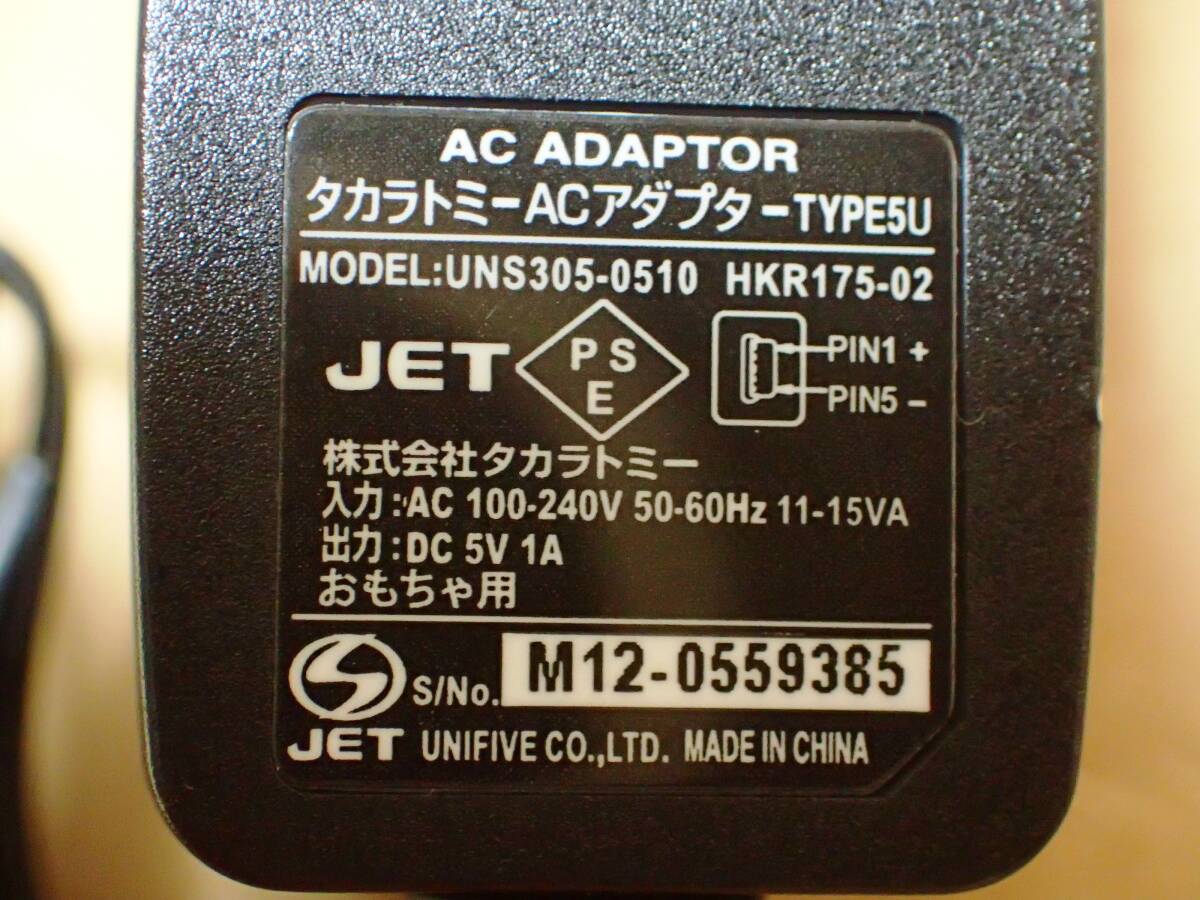 AC ADAPTOR
タカラトミーACアダプターTYPE5U
MODEL:UNS305-0510 HKR175-02
JET PSE PIN1 +
PIN5 -
株式会社タカラトミー
入力:AC 100-240V 50-60Hz 11-15VA
出力:DC 5V 1A
おもちゃ用
S/No. M12-0559385
JET UNIFIVE CO.,LTD. MADE IN CHINA